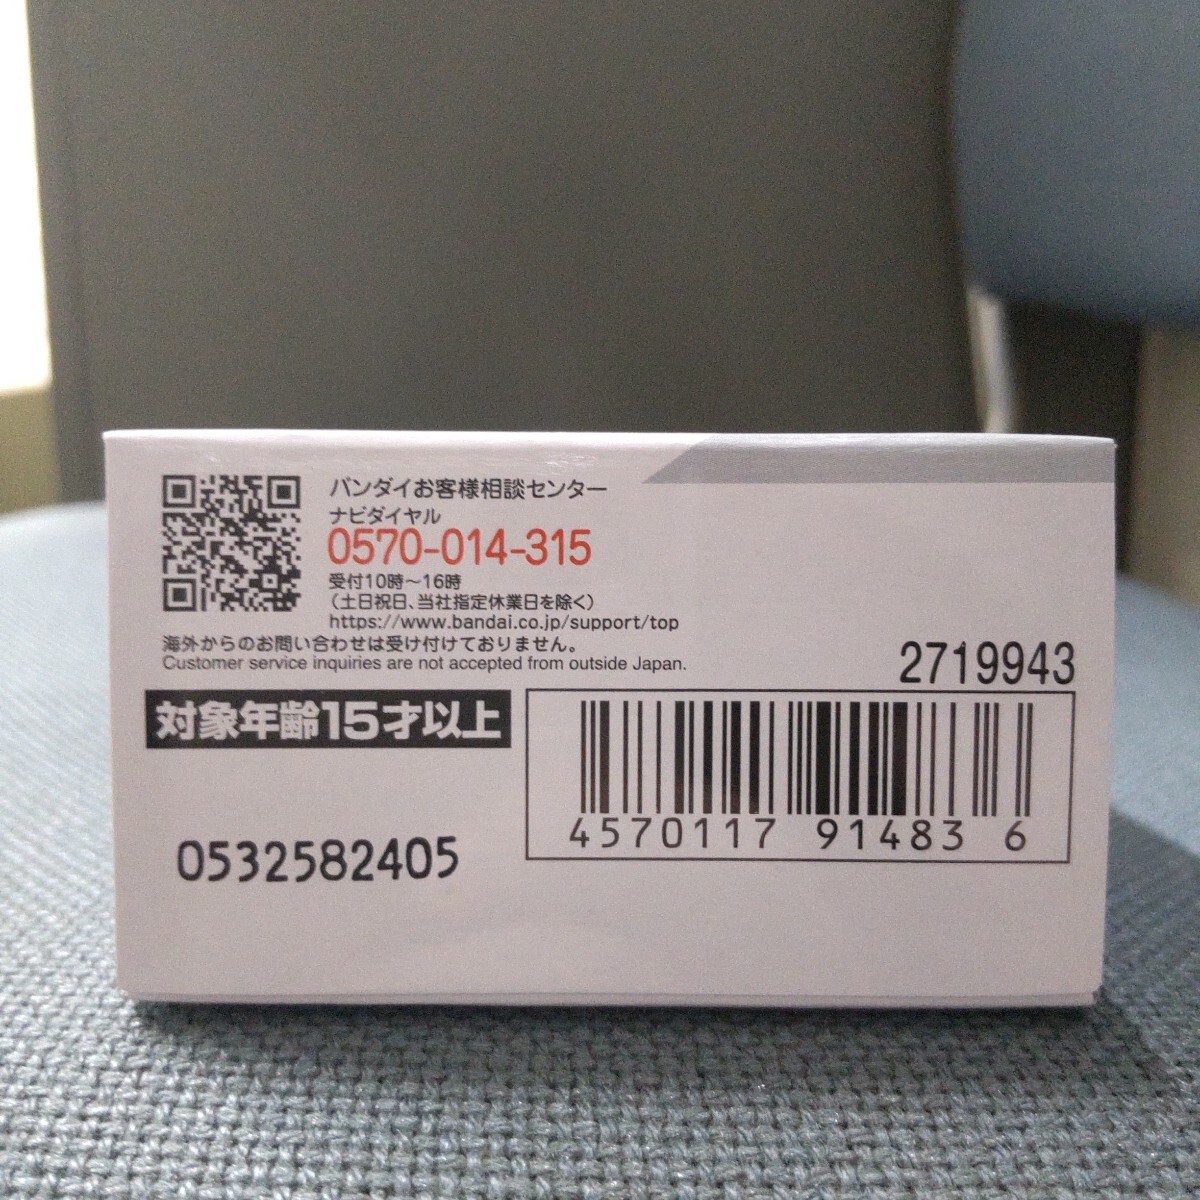 バンダイお客様相談センター
ナビダイヤル
0570-014-315
受付10時～16時
(土日祝日、当社指定休業日を除く)
https://www.bandai.co.jp/support/top
海外からのお問い合わせは受け付けておりません。
Customer service inquiries are not accepted from outside Japan.
2719943
対象年齢15才以上
4570117 91483 6
0532582405